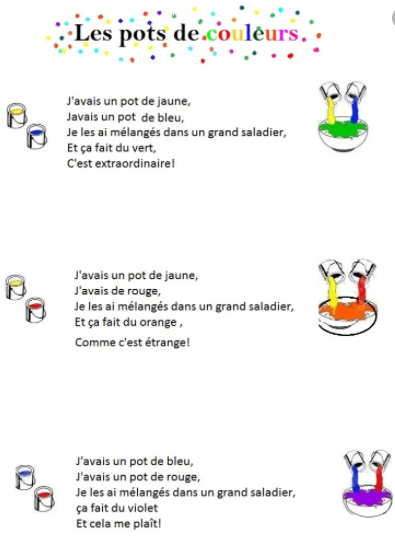 Les pots de couleurs
J'avais un pot de jaune,
Javais un pot de bleu,
Je les ai mélangés dans un grand saladier,
Et ça fait du vert,
C'est extraordinaire!
J'avais un pot de jaune,
J'avais de rouge,
Je les ai mélangés dans un grand saladier,
Et ça fait du orange ,
Comme c'est étrange!
J'avais un pot de bleu,
J'avais un pot de rouge,
Je les ai mélangés dans un grand saladier,
ça fait du violet
Et cela me plaît!